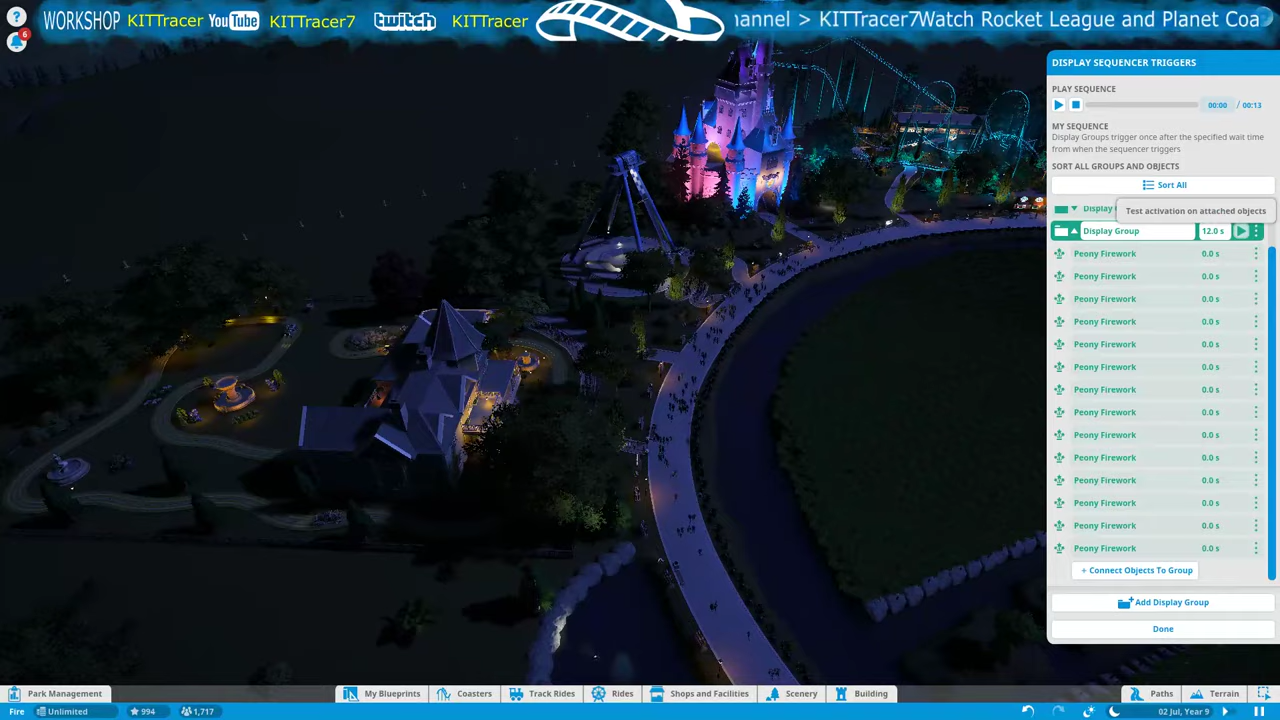 WORKSHOP KITTracer YouTube KITTracer7 twitch KITTracer hannel > KITTracer7Watch Rocket League and Planet Coa
?
6
DISPLAY SEQUENCER TRIGGERS
PLAY SEQUENCE
00:00 / 00:13
MY SEQUENCE
Display Groups trigger once after the specified wait time
from when the sequencer triggers
SORT ALL GROUPS AND OBJECTS
Sort All
Display
Test activation on attached objects
Display Group 12.0 s
Peony Firework 0.0 s
Peony Firework 0.0 s
Peony Firework 0.0 s
Peony Firework 0.0 s
Peony Firework 0.0 s
Peony Firework 0.0 s
Peony Firework 0.0 s
Peony Firework 0.0 s
Peony Firework 0.0 s
Peony Firework 0.0 s
Peony Firework 0.0 s
Peony Firework 0.0 s
Peony Firework 0.0 s
Peony Firework 0.0 s
+ Connect Objects To Group
Add Display Group
Done
Park Management My Blueprints Coasters Track Rides Rides Shops and Facilities Scenery Building Paths Terrain
Fire Unlimited 994 1,717 02 Jul, Year 9